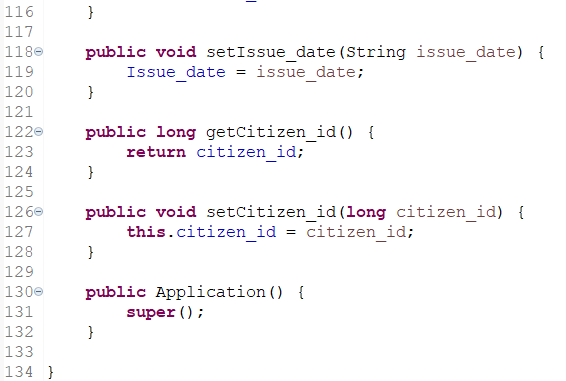 116 }
117
118 public void setIssue_date(String issue_date) {
119 Issue_date = issue_date;
120 }
121
122 public long getCitizen_id() {
123 return citizen_id;
124 }
125
126 public void setCitizen_id(long citizen_id) {
127 this.citizen_id = citizen_id;
128 }
129
130 public Application() {
131 super();
132 }
133
134 }